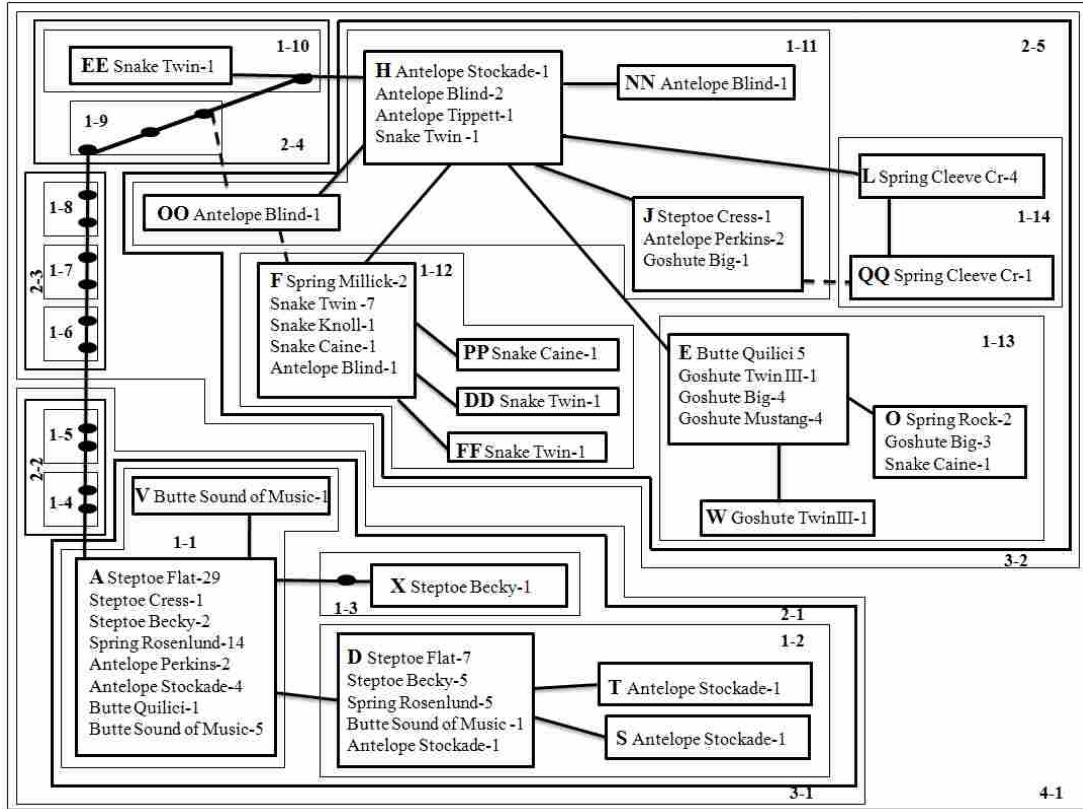 1-10
EE Snake Twin-1
1-9
2-4
1-11
2-5
H Antelope Stockade-1
Antelope Blind-2
Antelope Tippett-1
Snake Twin -1
NN Antelope Blind-1
L Spring Cleeve Cr-4
1-14
QQ Spring Cleeve Cr-1
OO Antelope Blind-1
J Steptoe Cress-1
Antelope Perkins-2
Goshute Big-1
1-8
1-7
2-3
1-6
1-12
F Spring Millick-2
Snake Twin -7
Snake Knoll-1
Snake Caine-1
Antelope Blind-1
PP Snake Caine-1
DD Snake Twin-1
FF Snake Twin-1
1-13
E Butte Quilici 5
Goshute Twin III-1
Goshute Big-4
Goshute Mustang-4
O Spring Rock-2
Goshute Big-3
Snake Caine-1
W Goshute TwinIII-1
3-2
1-5
2-2
1-4
V Butte Sound of Music-1
1-1
A Steptoe Flat-29
Steptoe Cress-1
Steptoe Becky-2
Spring Rosenlund-14
Antelope Perkins-2
Antelope Stockade-4
Butte Quilici-1
Butte Sound of Music-5
X Steptoe Becky-1
1-3
2-1
1-2
D Steptoe Flat-7
Steptoe Becky-5
Spring Rosenlund-5
Butte Sound of Music -1
Antelope Stockade-1
T Antelope Stockade-1
S Antelope Stockade-1
3-1
4-1